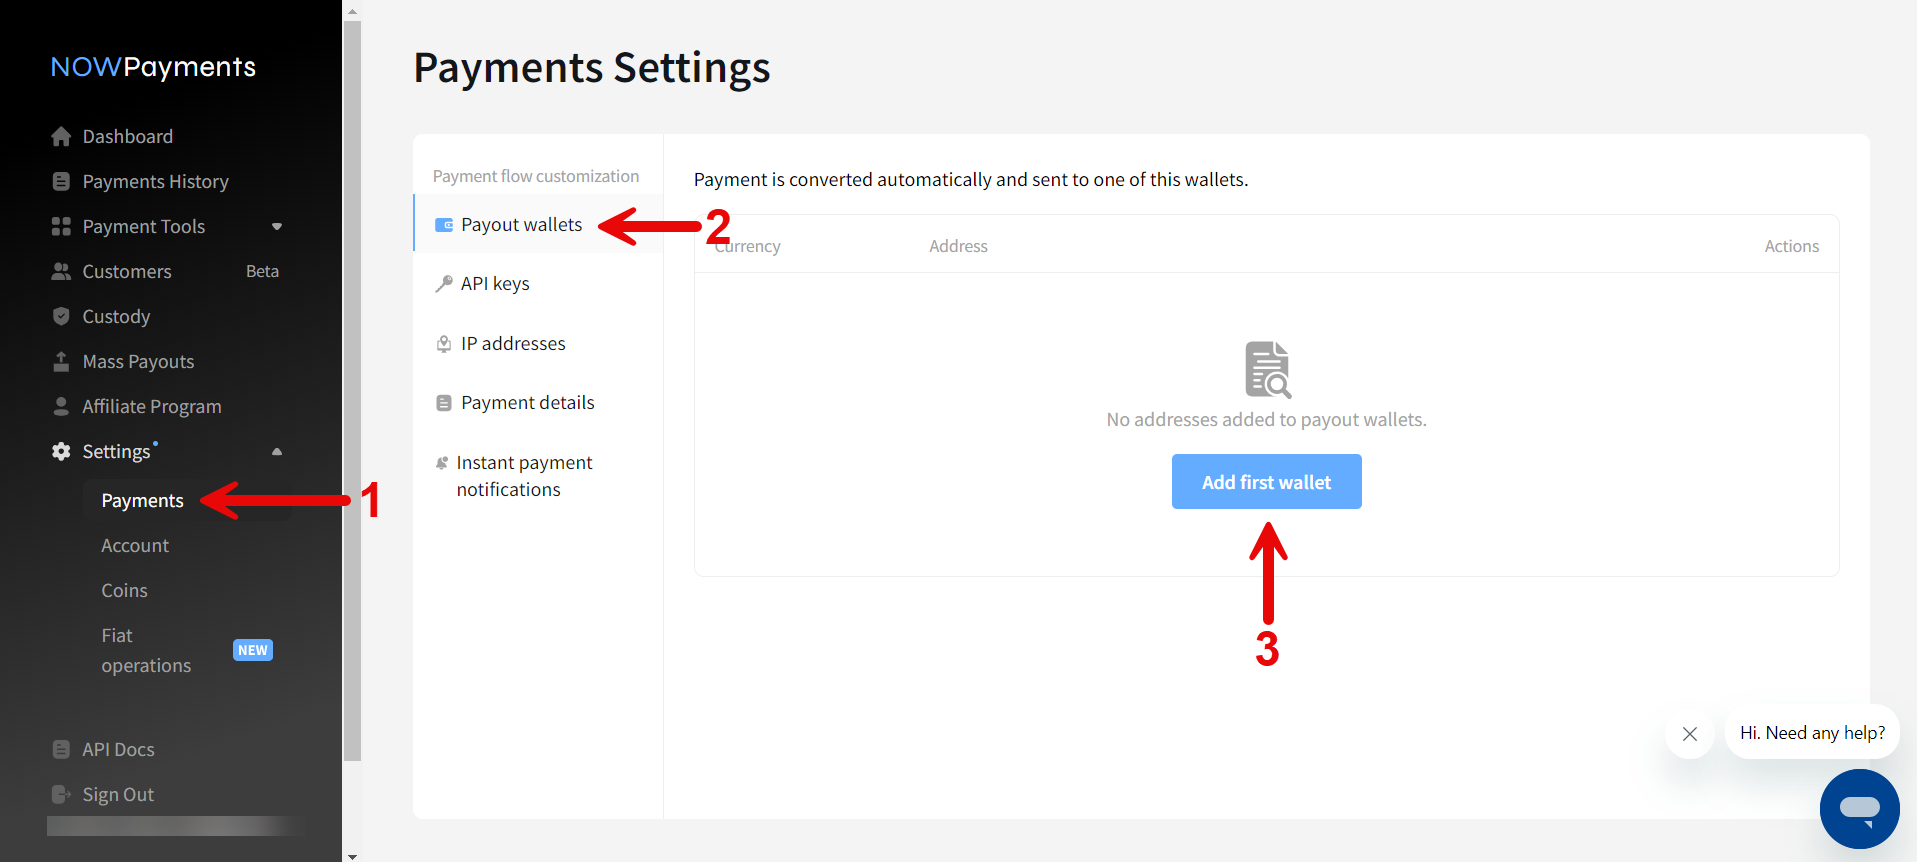 NOWPayments
Dashboard
Payments History
Payment Tools
Customers Beta
Custody
Mass Payouts
Affiliate Program
Settings
Payments 1
Account
Coins
Fiat
operations NEW
API Docs
Sign Out
Payments Settings
Payment flow customization
Payout wallets 2
API keys
IP addresses
Payment details
Instant payment
notifications
Payment is converted automatically and sent to one of this wallets.
Currency Address Actions
No addresses added to payout wallets.
Add first wallet
3
Hi. Need any help?